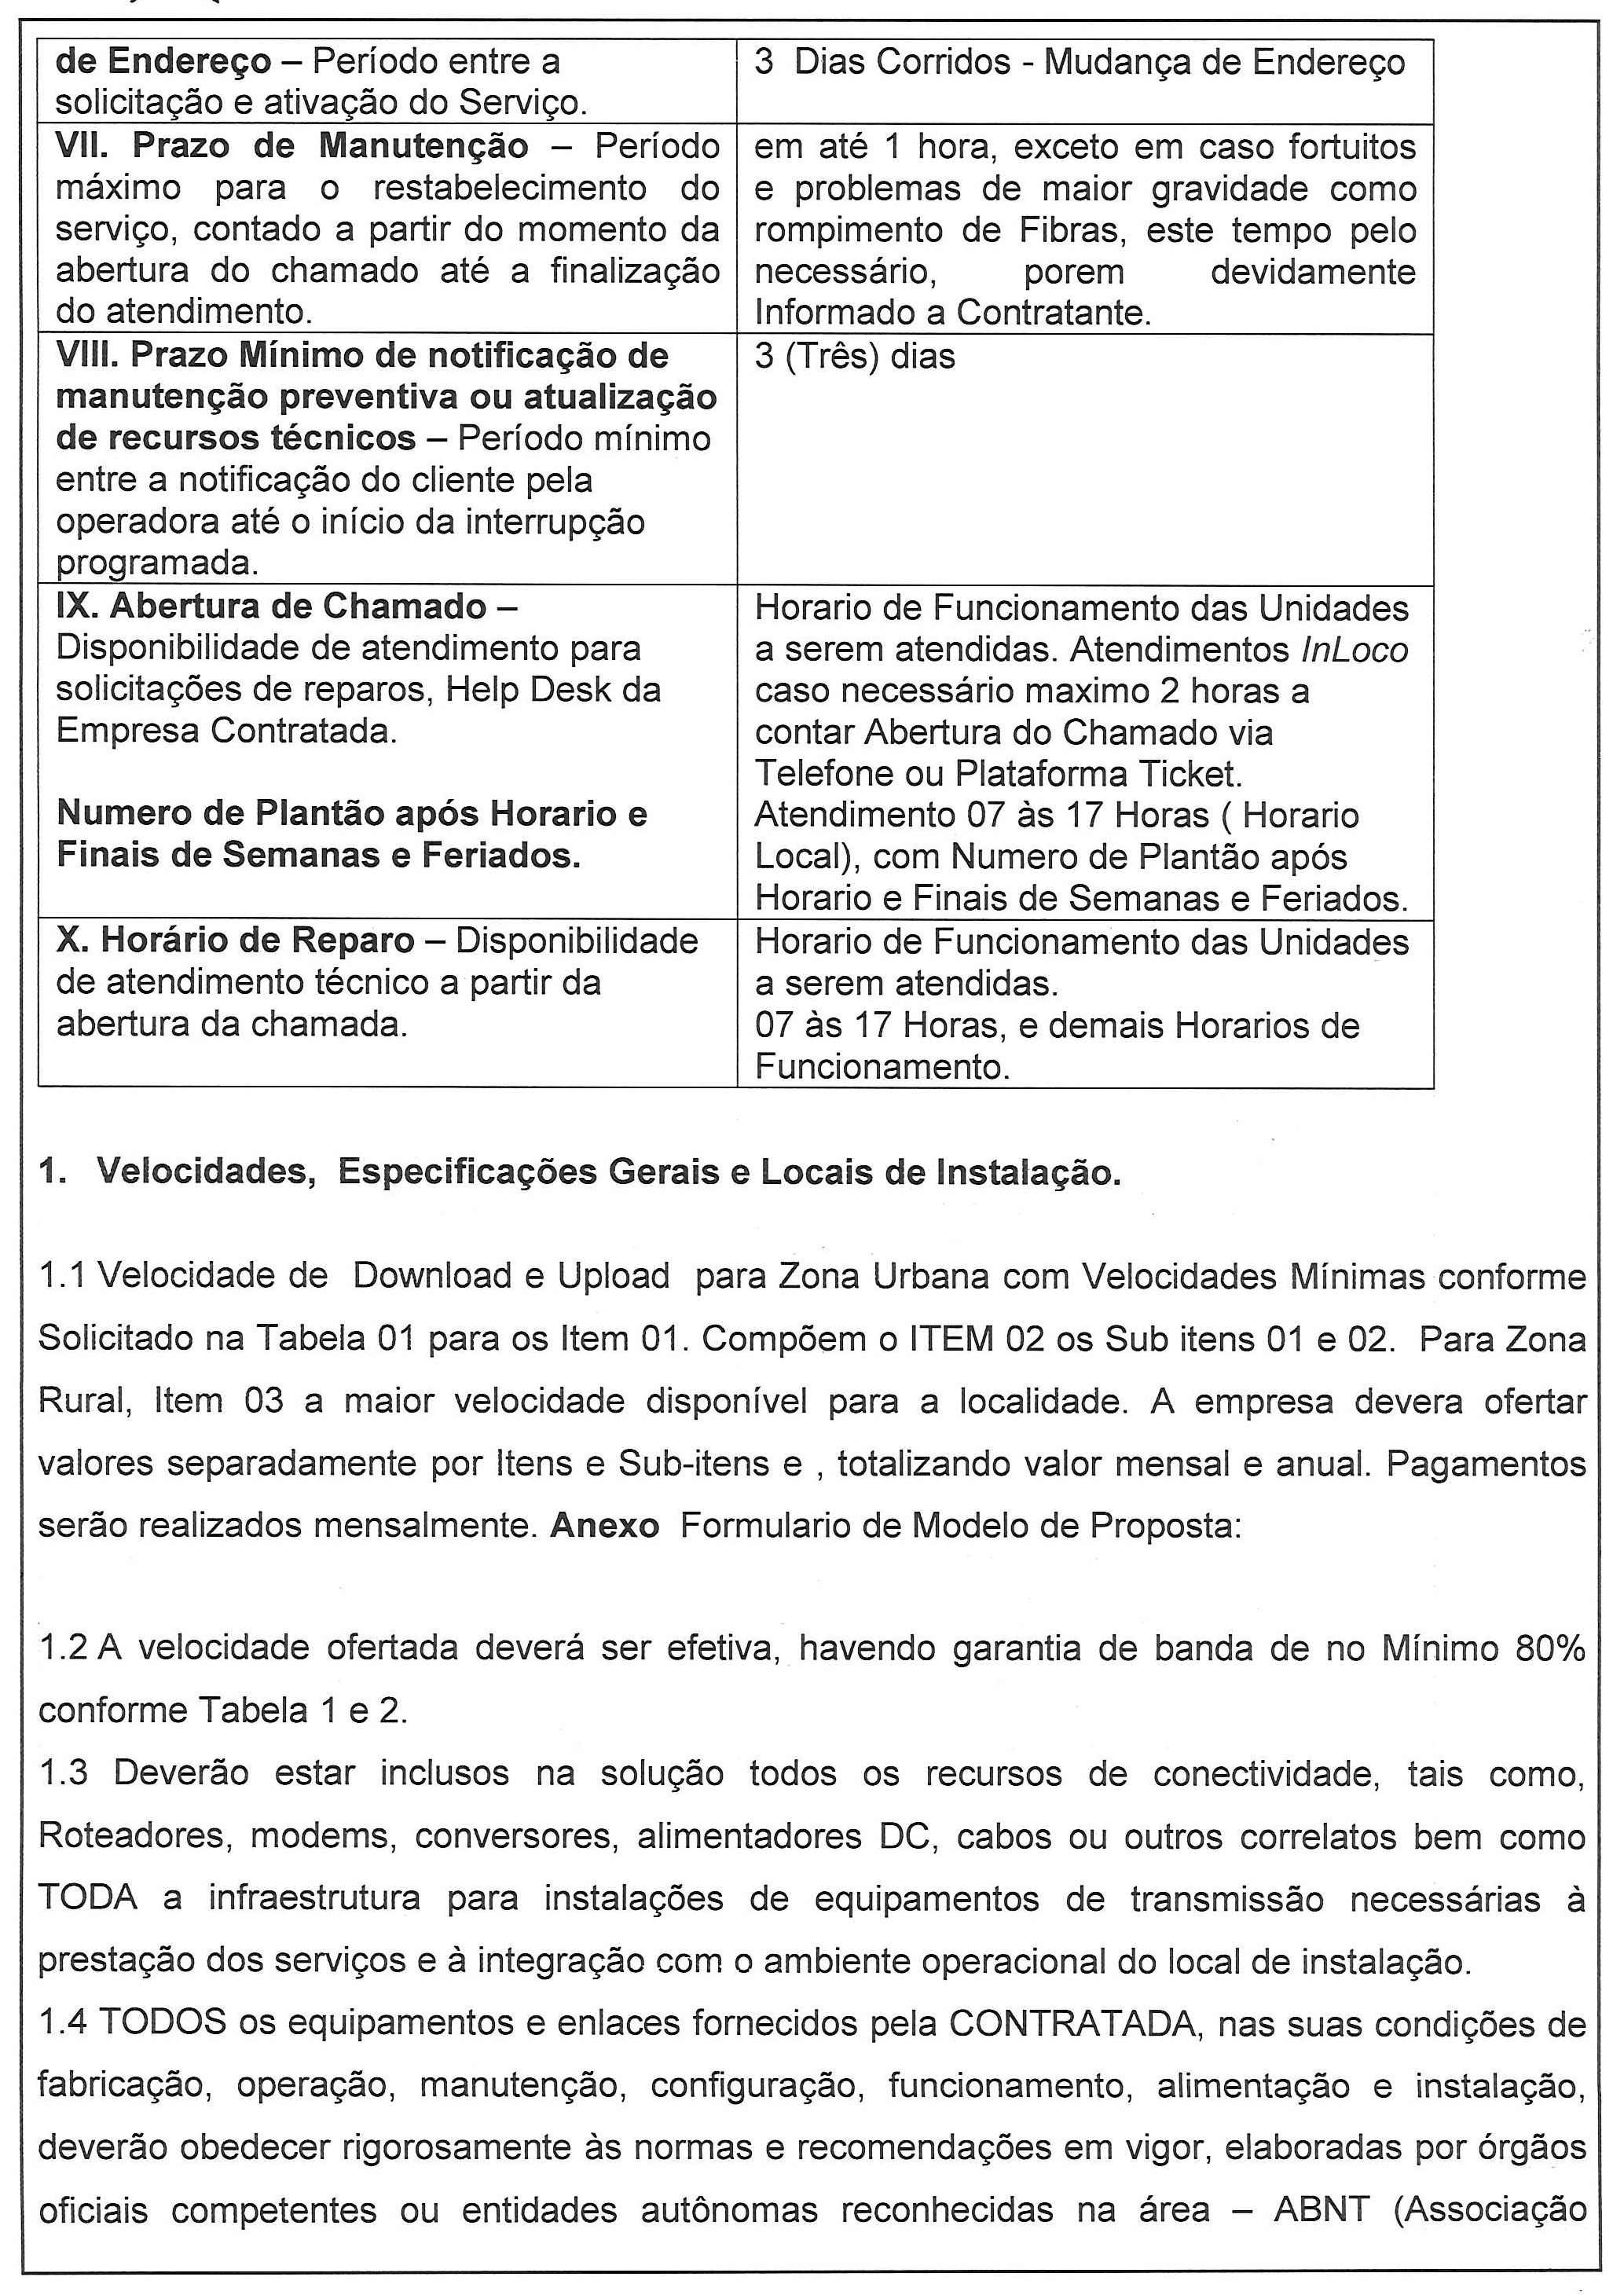 de Endereço – Período entre a
solicitação e ativação do Serviço.
3  Dias Corridos - Mudança de Endereço
VII. Prazo de Manutenção – Período
máximo para o restabelecimento do
serviço, contado a partir do momento da
abertura do chamado até a finalização
do atendimento.
em até 1 hora, exceto em caso fortuitos
e problemas de maior gravidade como
rompimento de Fibras, este tempo pelo
necessário, porem devidamente
Informado a Contratante.
VIII. Prazo Mínimo de notificação de
manutenção preventiva ou atualização
de recursos técnicos – Período mínimo
entre a notificação do cliente pela
operadora até o início da interrupção
programada.
3 (Três) dias
IX. Abertura de Chamado –
Disponibilidade de atendimento para
solicitações de reparos, Help Desk da
Empresa Contratada.
Numero de Plantão após Horario e
Finais de Semanas e Feriados.
Horario de Funcionamento das Unidades
a serem atendidas. Atendimentos InLoco
caso necessário maximo 2 horas a
contar Abertura do Chamado via
Telefone ou Plataforma Ticket.
Atendimento 07 às 17 Horas ( Horario
Local), com Numero de Plantão após
Horario e Finais de Semanas e Feriados.
X. Horário de Reparo – Disponibilidade
de atendimento técnico a partir da
abertura da chamada.
Horario de Funcionamento das Unidades
a serem atendidas.
07 às 17 Horas, e demais Horarios de
Funcionamento.
1.  Velocidades,  Especificações Gerais e Locais de Instalação.
1.1 Velocidade de  Download e Upload  para Zona Urbana com Velocidades Mínimas conforme
Solicitado na Tabela 01 para os Item 01. Compõem o ITEM 02 os Sub itens 01 e 02.  Para Zona
Rural, Item 03 a maior velocidade disponível para a localidade. A empresa devera ofertar
valores separadamente por Itens e Sub-itens e , totalizando valor mensal e anual. Pagamentos
serão realizados mensalmente. Anexo  Formulario de Modelo de Proposta:
1.2 A velocidade ofertada deverá ser efetiva, havendo garantia de banda de no Mínimo 80%
conforme Tabela 1 e 2.
1.3 Deverão estar inclusos na solução todos os recursos de conectividade, tais como,
Roteadores, modems, conversores, alimentadores DC, cabos ou outros correlatos bem como
TODA a infraestrutura para instalações de equipamentos de transmissão necessárias à
prestação dos serviços e à integração com o ambiente operacional do local de instalação.
1.4 TODOS os equipamentos e enlaces fornecidos pela CONTRATADA, nas suas condições de
fabricação, operação, manutenção, configuração, funcionamento, alimentação e instalação,
deverão obedecer rigorosamente às normas e recomendações em vigor, elaboradas por órgãos
oficiais competentes ou entidades autônomas reconhecidas na área – ABNT (Associação